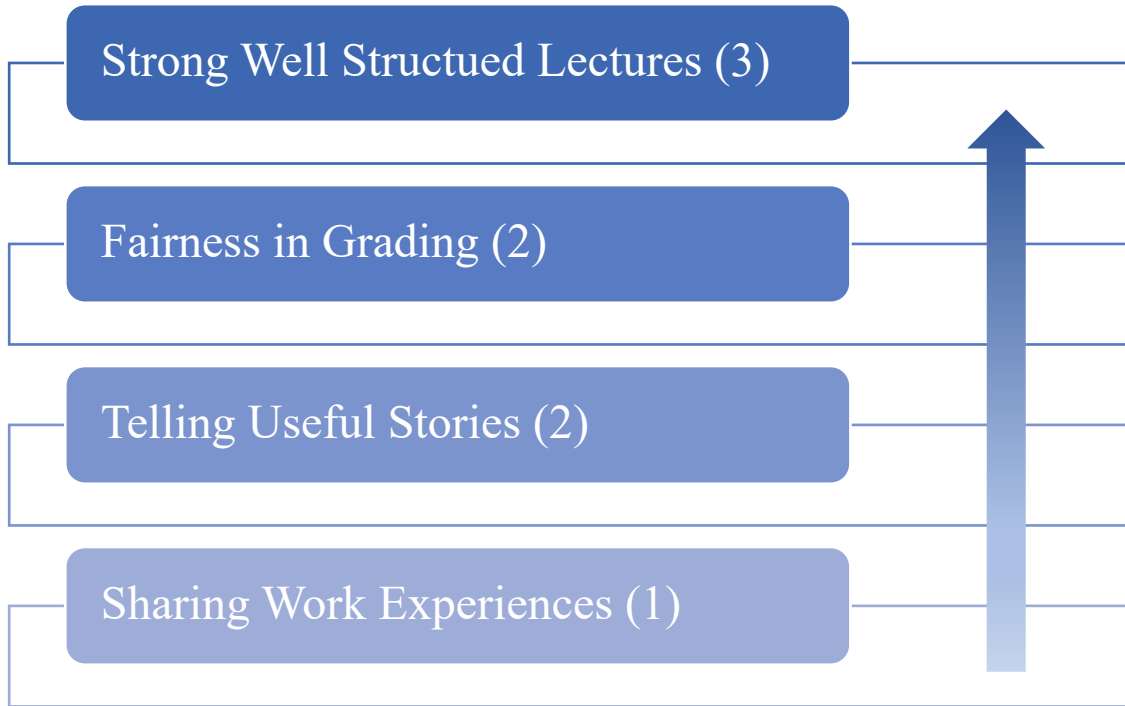 Strong Well Structued Lectures (3)
Fairness in Grading (2)
Telling Useful Stories (2)
Sharing Work Experiences (1)